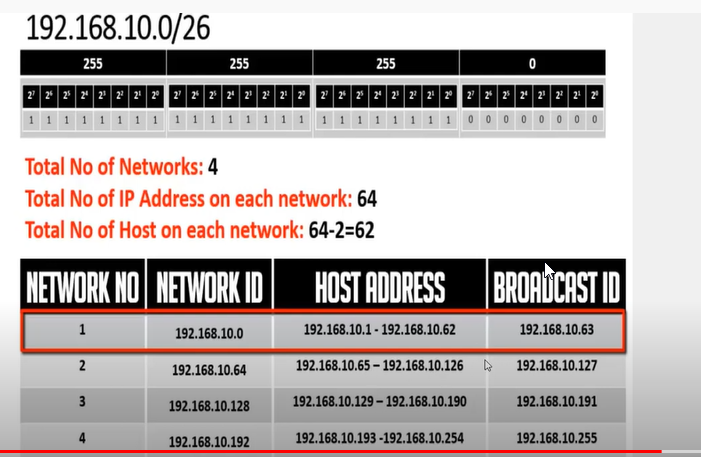 192.168.10.0/26
255 255 255 0
2⁷ 2⁶ 2⁵ 2⁴ 2³ 2² 2¹ 2⁰ 2⁷ 2⁶ 2⁵ 2⁴ 2³ 2² 2¹ 2⁰ 2⁷ 2⁶ 2⁵ 2⁴ 2³ 2² 2¹ 2⁰ 2⁷ 2⁶ 2⁵ 2⁴ 2³ 2² 2¹ 2⁰
1 1 1 1 1 1 1 1 1 1 1 1 1 1 1 1 1 1 1 1 1 1 1 1 0 0 0 0 0 0 0 0
Total No of Networks: 4
Total No of IP Address on each network: 64
Total No of Host on each network: 64-2=62
NETWORK NO NETWORK ID HOST ADDRESS BROADCAST ID
1 192.168.10.0 192.168.10.1 - 192.168.10.62 192.168.10.63
2 192.168.10.64 192.168.10.65 – 192.168.10.126 192.168.10.127
3 192.168.10.128 192.168.10.129 – 192.168.10.190 192.168.10.191
4 192.168.10.192 192.168.10.193 -192.168.10.254 192.168.10.255